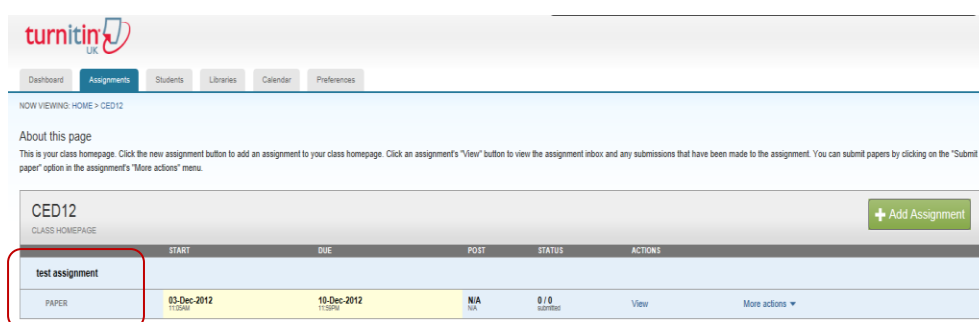 turnitin
UK
Dashboard Assignments Students Libraries Calendar Preferences
NOW VIEWING: HOME > CED12
About this page
This is your class homepage. Click the new assignment button to add an assignment to your class homepage. Click an assignment's "View" button to view the assignment inbox and any submissions that have been made to the assignment. You can submit papers by clicking on the "Submit
paper" option in the assignment's "More actions" menu.
CED12
CLASS HOMEPAGE
+ Add Assignment
START DUE POST STATUS ACTIONS
test assignment
PAPER 03-Dec-2012 10-Dec-2012 N/A 0 / 0 View More actions
11:05AM 11:59PM N/A submitted